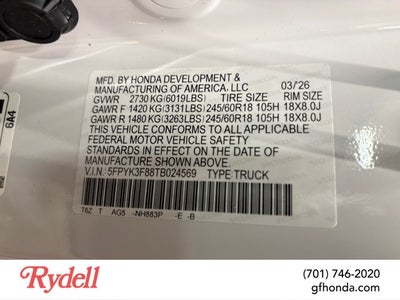 MFD. BY HONDA DEVELOPMENT &
MANUFACTURING OF AMERICA, LLC 03/'26
GVWR 2730 KG(6019LBS) TIRE SIZE RIM SIZE
GAWR F 1420 KG(3131LBS) 245/60R18 105H 18X8.0J
GAWR R 1480 KG(3263LBS) 245/60R18 105H 18X8.0J
THIS VEHICLE CONFORMS TO ALL APPLICABLE
FEDERAL MOTOR VEHICLE SAFETY
STANDARDS IN EFFECT ON THE DATE OF
MANUFACTURE SHOWN ABOVE.
V.I.N.: 5FPYK3F88TB024569 TYPE:TRUCK
T6Z T AG5 -NH883P -E -B
6A4
Rydell
(701) 746-2020
gfhonda.com